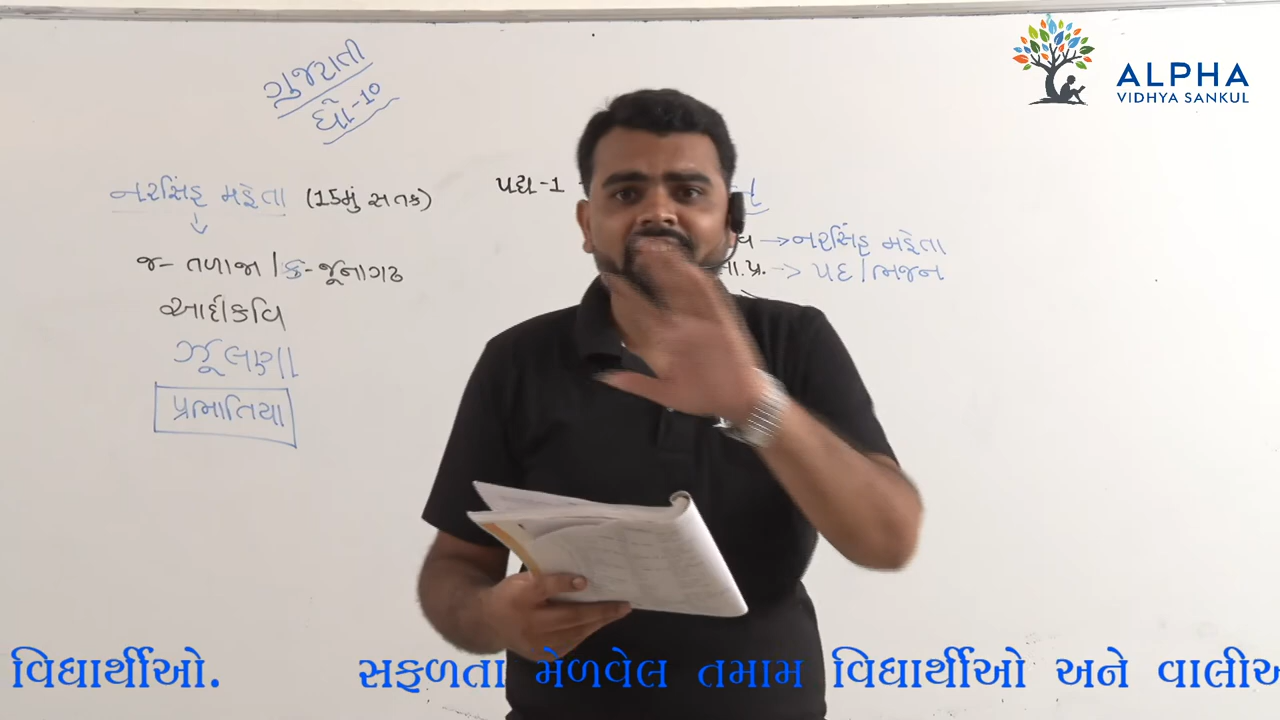 ગુજરાતી
ધો-૧૦
ALPHA
VIDHYA SANKUL
નરસિંહ મહેતા (15મું સતક)
પદ્ય-1
જ- તળાજા / ક- જૂનાગઢ
→ નરસિંહ મહેતા
.પ્ર. → પદ / ભજન
આદીકવિ
ઝૂલણા
પ્રભાતિયા
વિદ્યાર્થીઓ. સફળતા મેળવેલ તમામ વિદ્યાર્થીઓ અને